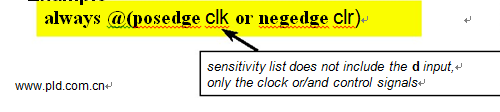 always @(posedge clk or negedge clr)
sensitivity list does not include the d input,
only the clock or/and control signals
www.pld.com.cn